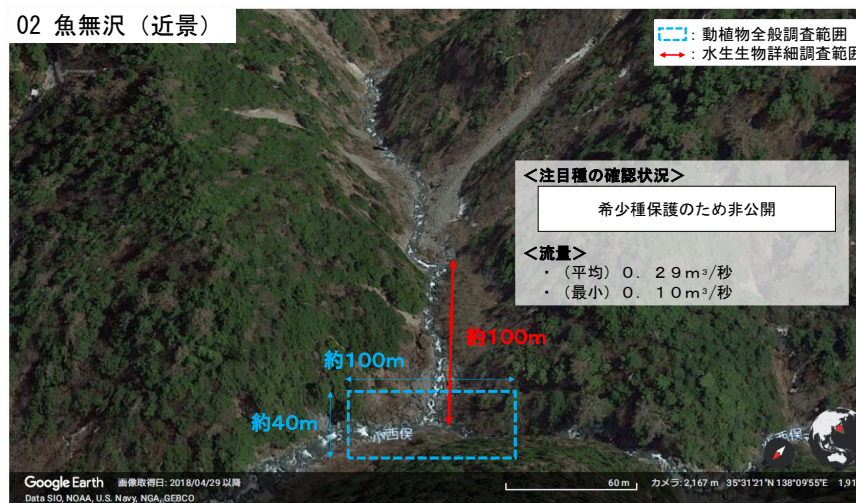 02 魚無沢（近景）
：動植物全般調査範囲
：水生生物詳細調査範囲
＜注目種の確認状況＞
希少種保護のため非公開
＜流量＞
・（平均）０．２９ｍ³/秒
・（最小）０．１０ｍ³/秒
約100m
約100m
約40m
小西俣
西俣
Google Earth 画像取得日: 2018/04/29 以降
Data SIO, NOAA, U.S. Navy, NGA, GEBCO
60 m カメラ: 2,167 m 35°31'21"N 138°09'55"E 1,91